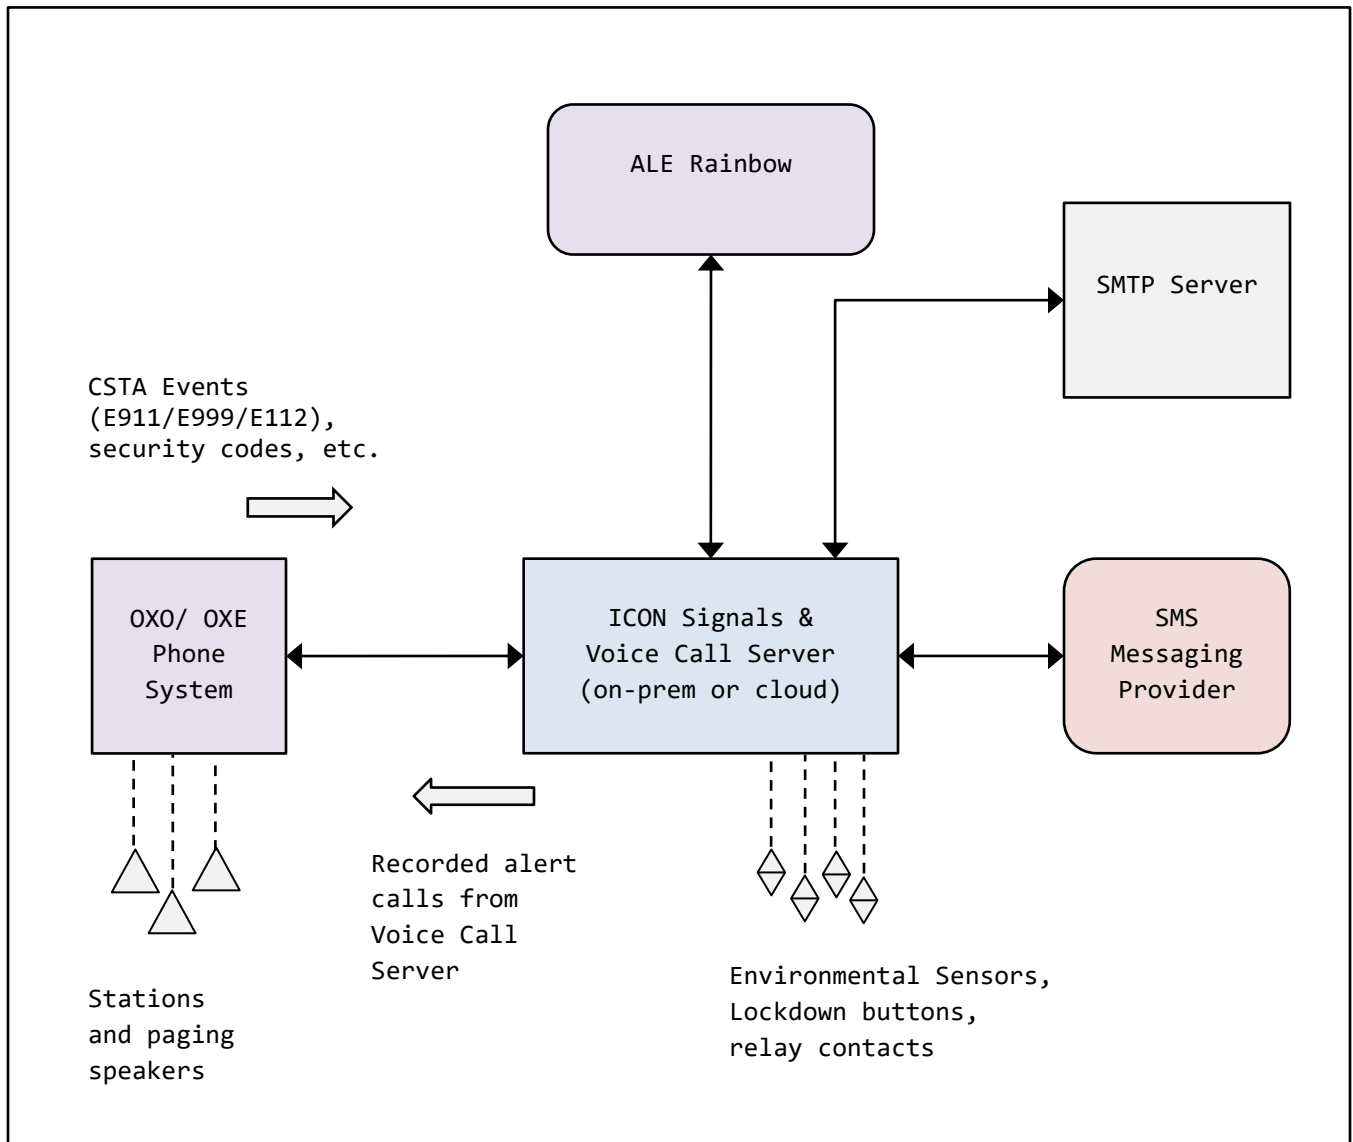 ALE Rainbow
SMTP Server
CSTA Events
(E911/E999/E112),
security codes, etc.
OXO/ OXE
Phone
System
ICON Signals &
Voice Call Server
(on-prem or cloud)
SMS
Messaging
Provider
Recorded alert
calls from
Voice Call
Server
Environmental Sensors,
Lockdown buttons,
relay contacts
Stations
and paging
speakers